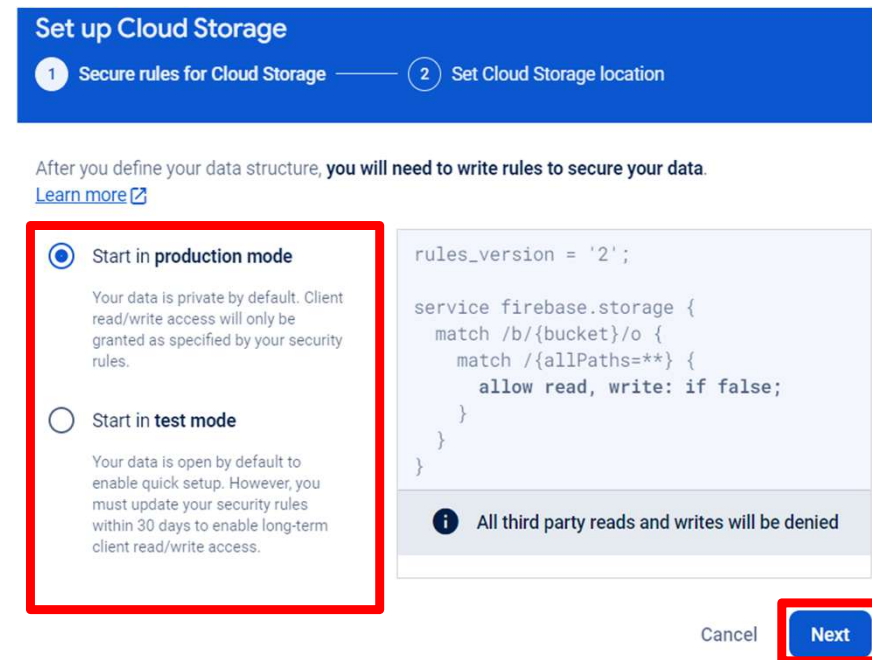 Set up Cloud Storage
1 Secure rules for Cloud Storage 2 Set Cloud Storage location
After you define your data structure, you will need to write rules to secure your data.
Learn more
Start in production mode
Your data is private by default. Client
read/write access will only be
granted as specified by your security
rules.
Start in test mode
Your data is open by default to
enable quick setup. However, you
must update your security rules
within 30 days to enable long-term
client read/write access.
rules_version = '2';
service firebase.storage {
match /b/{bucket}/o {
match /{allPaths=**} {
allow read, write: if false;
}
}
}
i All third party reads and writes will be denied
Cancel Next